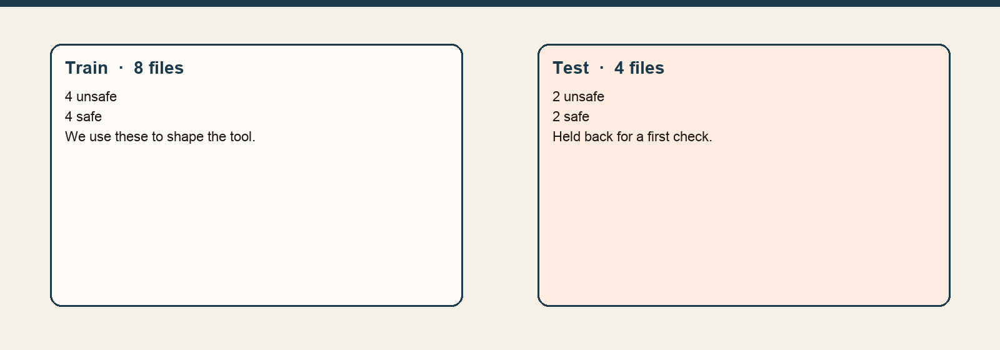 Train · 8 files
4 unsafe
4 safe
We use these to shape the tool.
Test · 4 files
2 unsafe
2 safe
Held back for a first check.